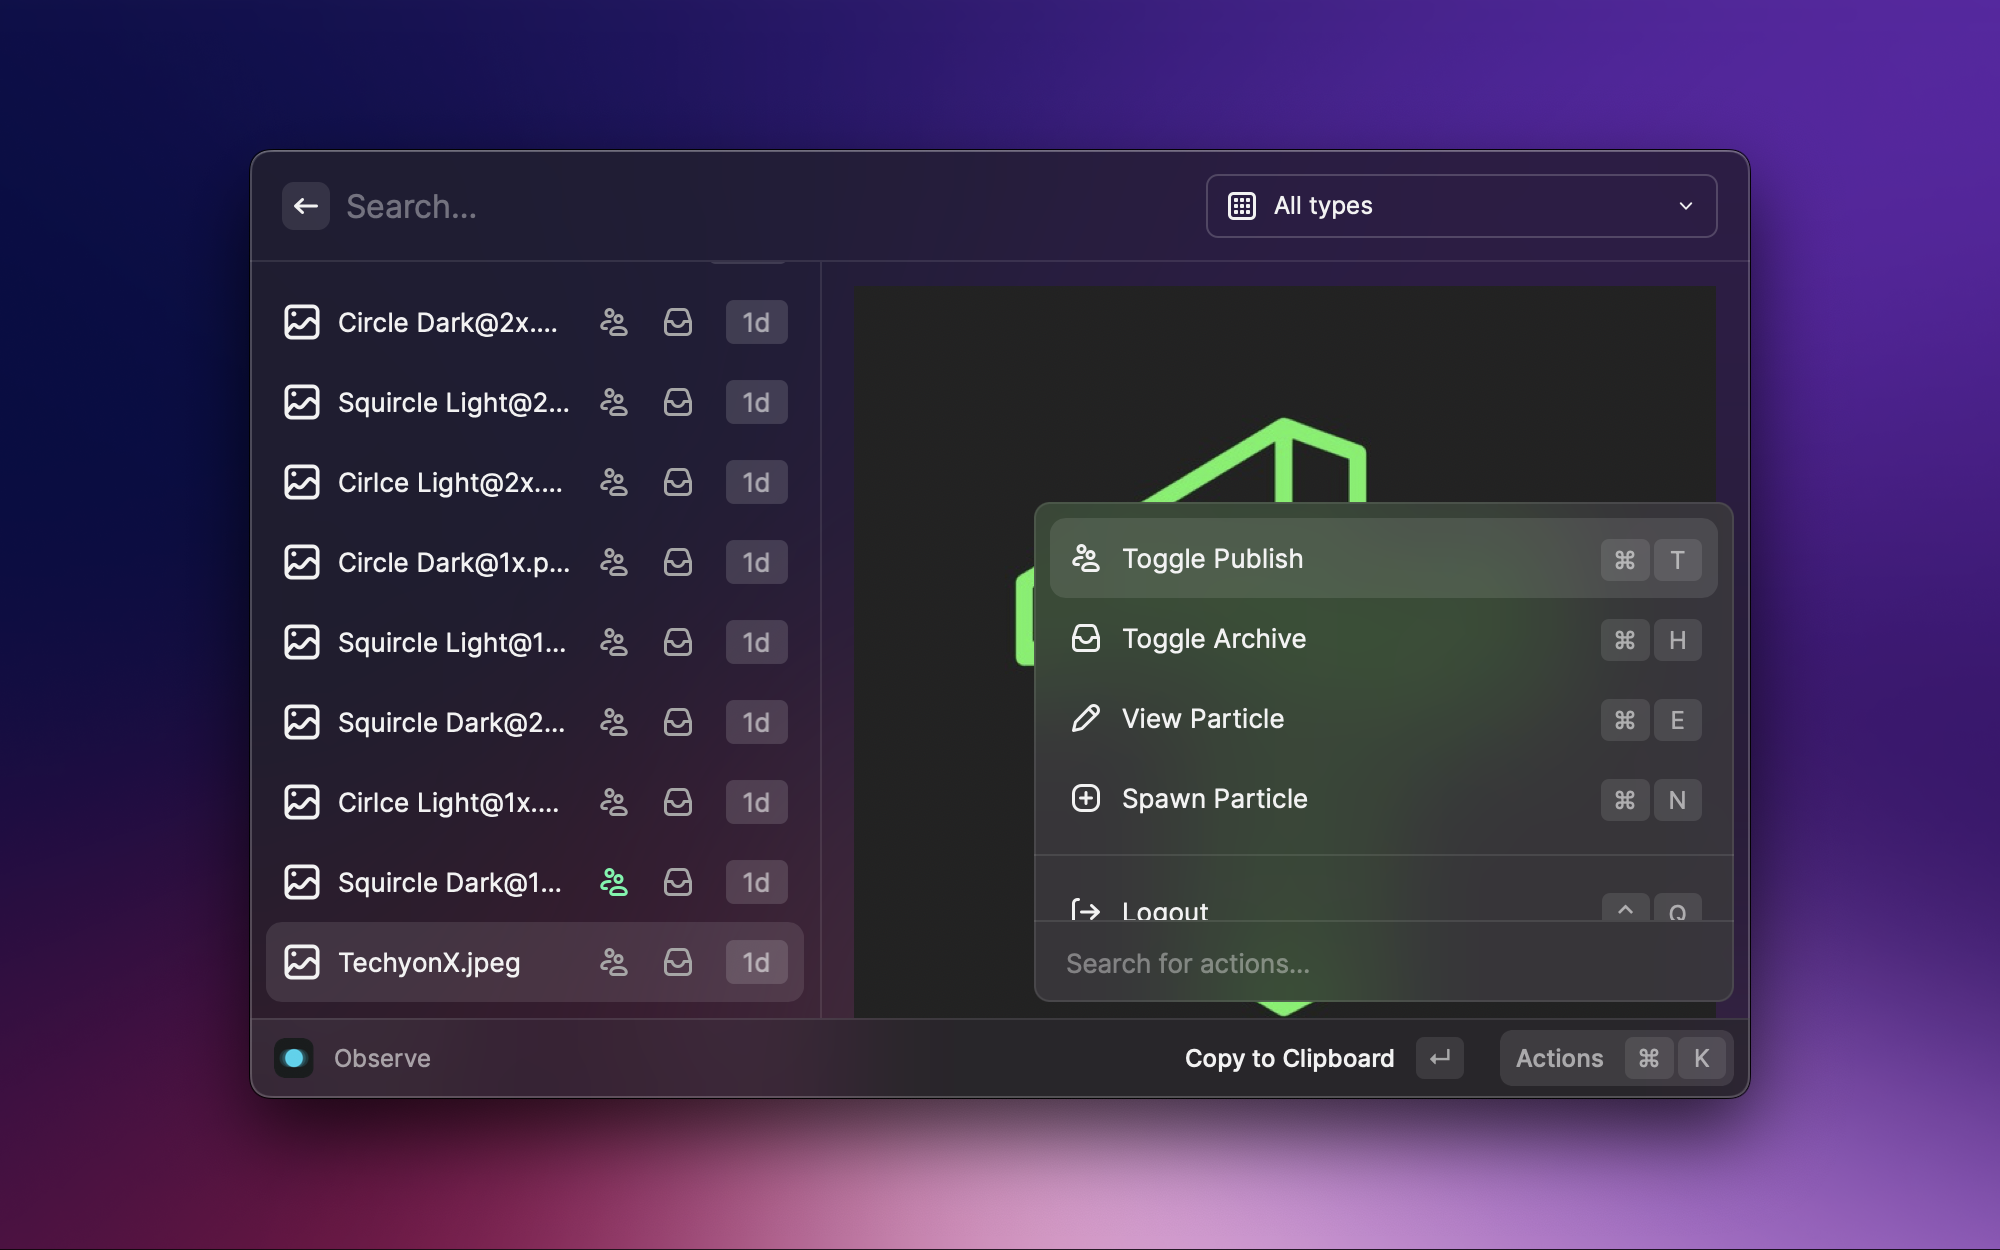 Search...
All types
Circle Dark@2x.... 1d
Squircle Light@2... 1d
Cirlce Light@2x.... 1d
Circle Dark@1x.p... 1d
Squircle Light@1... 1d
Squircle Dark@2... 1d
Cirlce Light@1x.... 1d
Squircle Dark@1... 1d
TechyonX.jpeg 1d
Toggle Publish ⌘ T
Toggle Archive ⌘ H
View Particle ⌘ E
Spawn Particle ⌘ N
Logout ^ Q
Search for actions...
Observe
Copy to Clipboard ↵
Actions ⌘ K